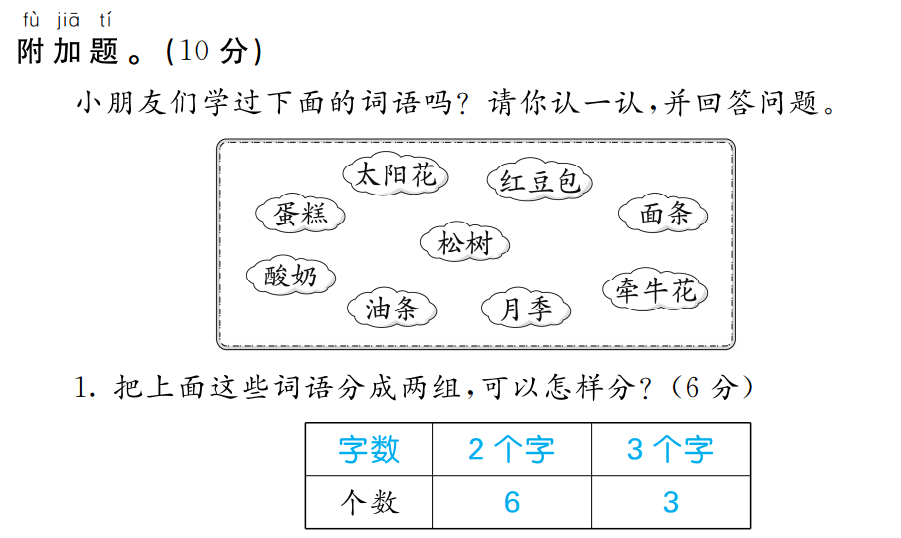 fù jiā tí
附加题。(10 分)
小朋友们学过下面的词语吗？请你认一认，并回答问题。
太阳花 红豆包
蛋糕 面条
松树
酸奶 牵牛花
油条 月季
1. 把上面这些词语分成两组，可以怎样分？(6 分)
字数 2 个字 3 个字
个数 6 3